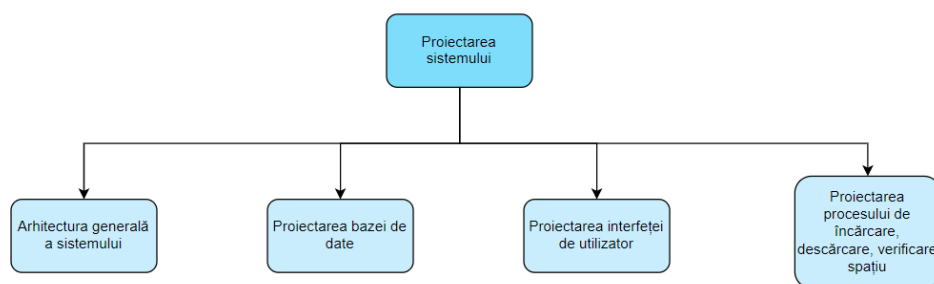 Proiectarea
sistemului
Arhitectura generală
a sistemului
Proiectarea bazei de
date
Proiectarea interfeței
de utilizator
Proiectarea
procesului de
încărcare,
descărcare, verificare
spațiu